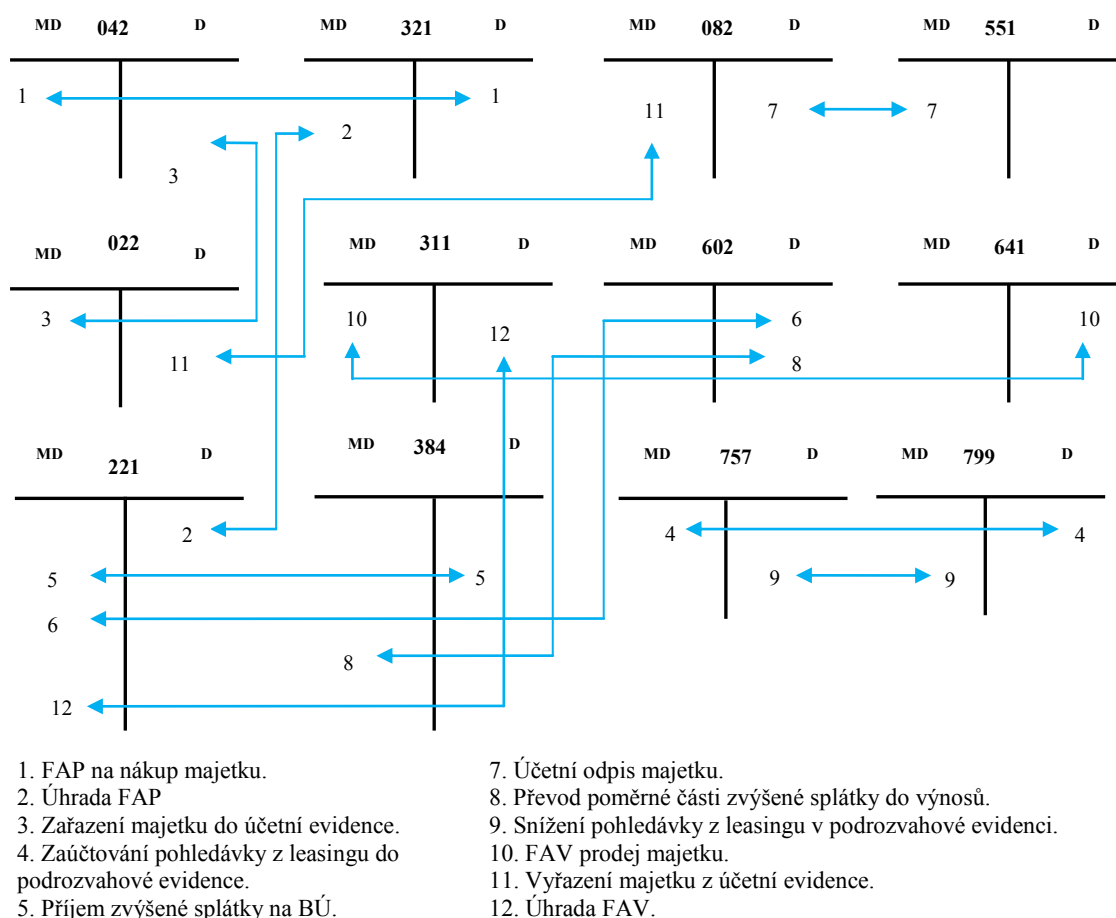 MD 042 D MD 321 D MD 082 D MD 551 D
1 1 11 7 7
2
3
MD 022 D MD 311 D MD 602 D MD 641 D
3 10 12 6 10
11 8
MD 221 D MD 384 D MD 757 D MD 799 D
2 4 4
5 5 9 9
6
8
12
1. FAP na nákup majetku.
2. Úhrada FAP
3. Zařazení majetku do účetní evidence.
4. Zaúčtování pohledávky z leasingu do
podrozvahové evidence.
5. Příjem zvýšené splátky na BÚ.
7. Účetní odpis majetku.
8. Převod poměrné části zvýšené splátky do výnosů.
9. Snížení pohledávky z leasingu v podrozvahové evidenci.
10. FAV prodej majetku.
11. Vyřazení majetku z účetní evidence.
12. Úhrada FAV.